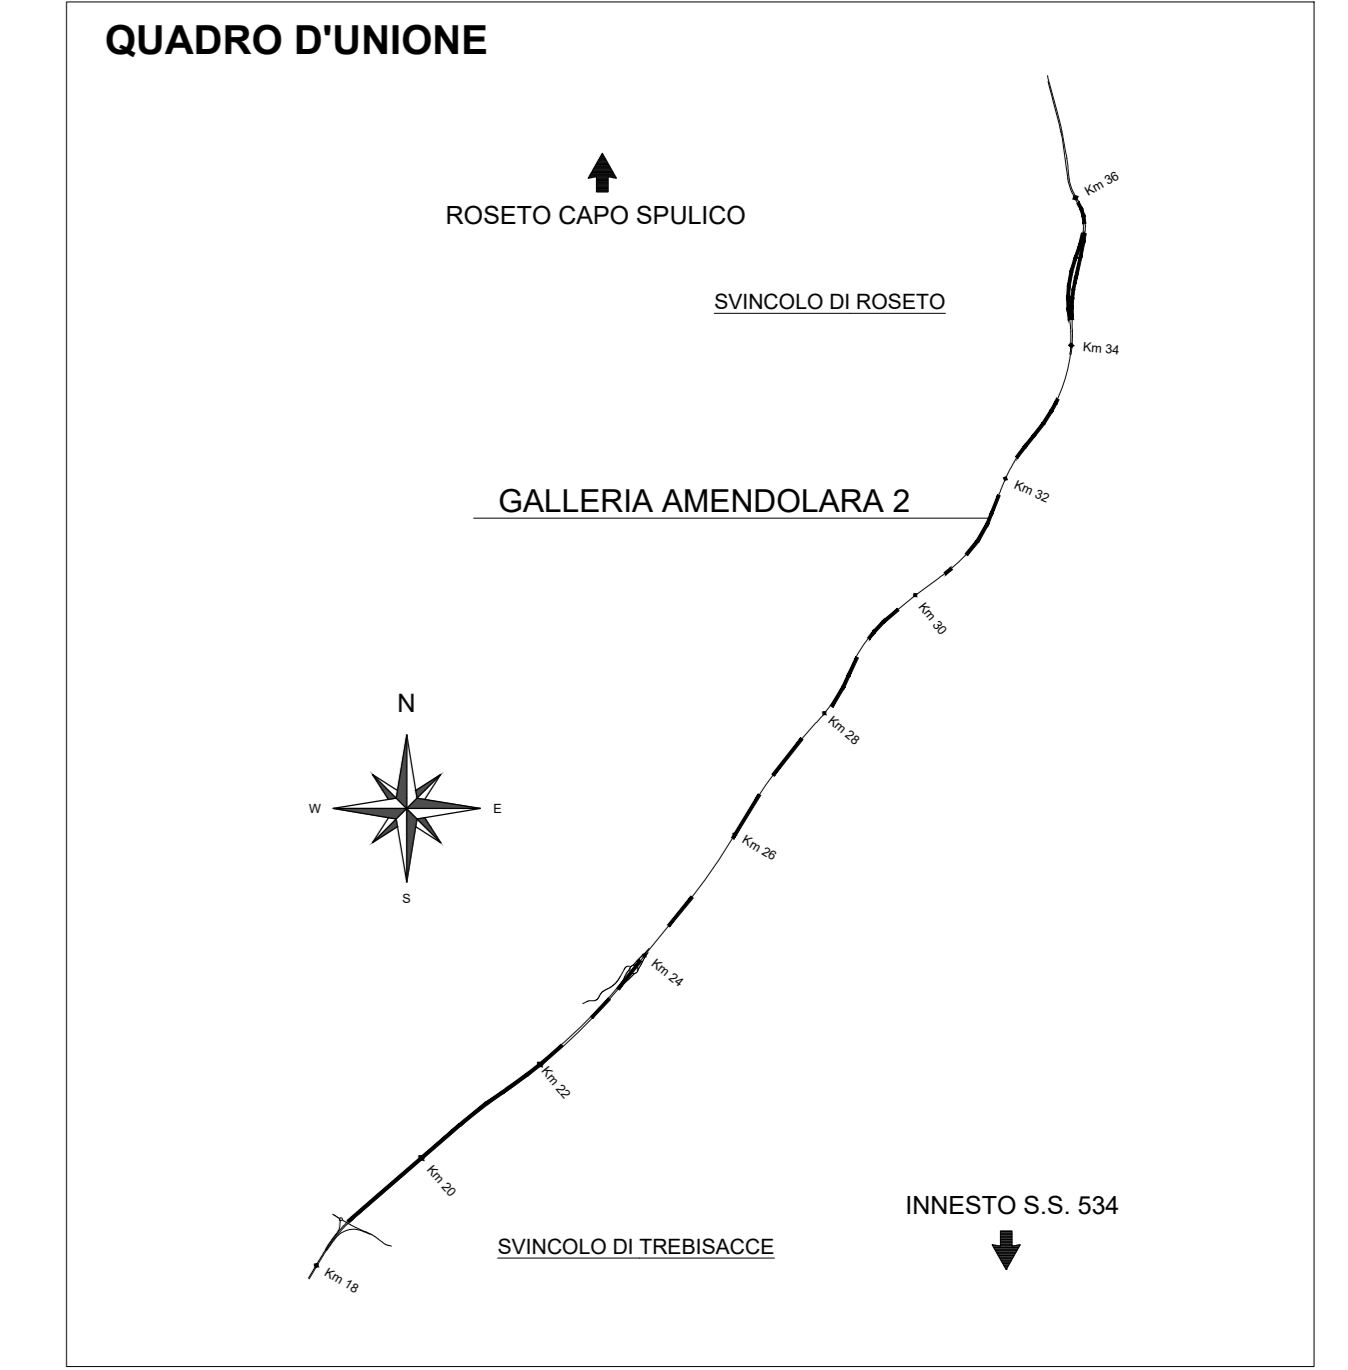 QUADRO D'UNIONE
Km 36
ROSETO CAPO SPULICO
SVINCOLO DI ROSETO
Km 34
GALLERIA AMENDOLARA 2
Km 32
Km 30
N
Km 28
W
E
Km 26
S
Km 24
Km 22
Km 20
INNESTO S.S. 534
SVINCOLO DI TREBISACCE
Km 18